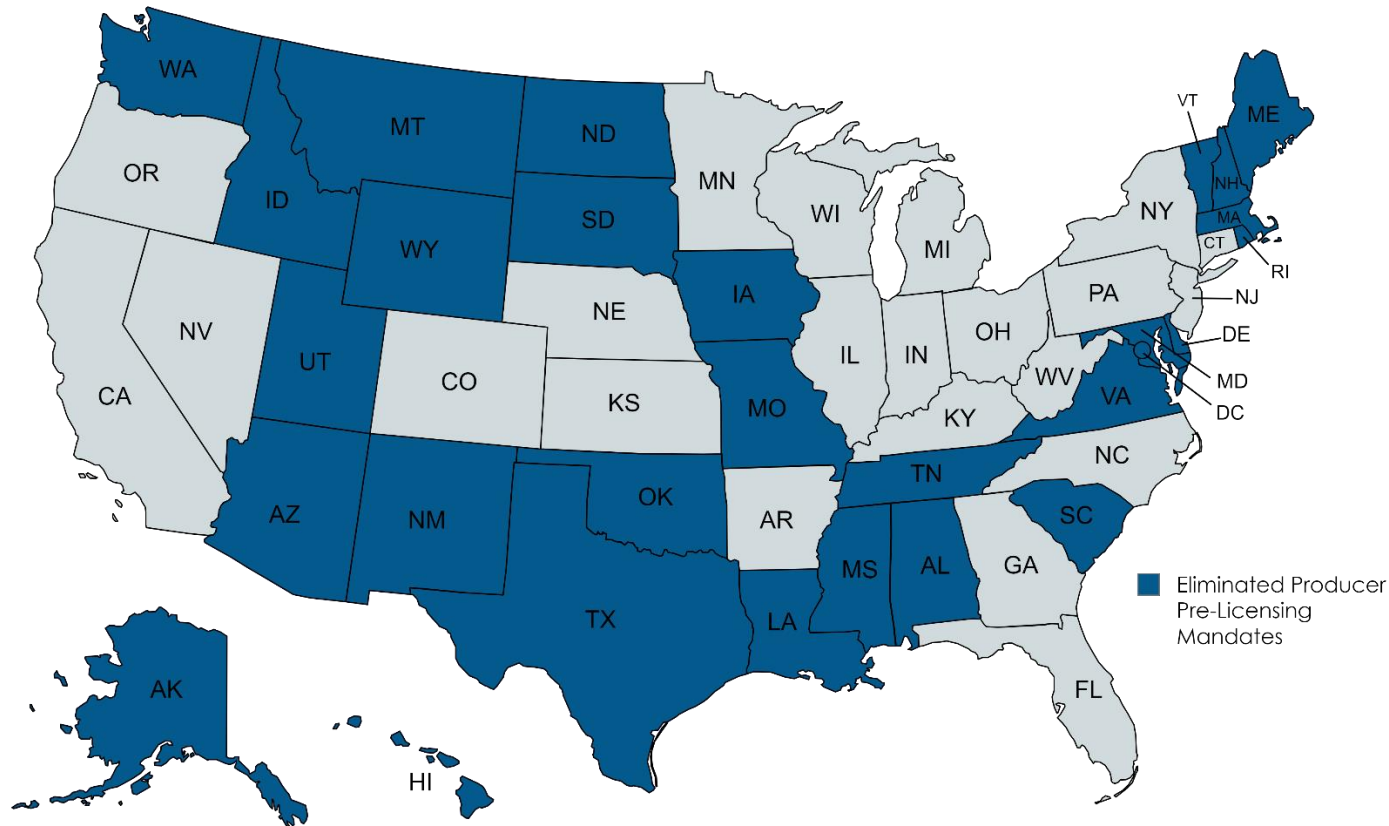 WA
MT
ND
MN
VT
ME
OR
ID
SD
WI
NY
NH
WY
MI
MA
CT
RI
IA
PA
NJ
NE
NV
UT
OH
DE
IL
IN
CO
WV
MD
CA
KS
MO
VA
DC
KY
NC
TN
AZ
NM
OK
AR
SC
MS
AL
GA
TX
LA
Eliminated Producer
Pre-Licensing
Mandates
AK
FL
HI